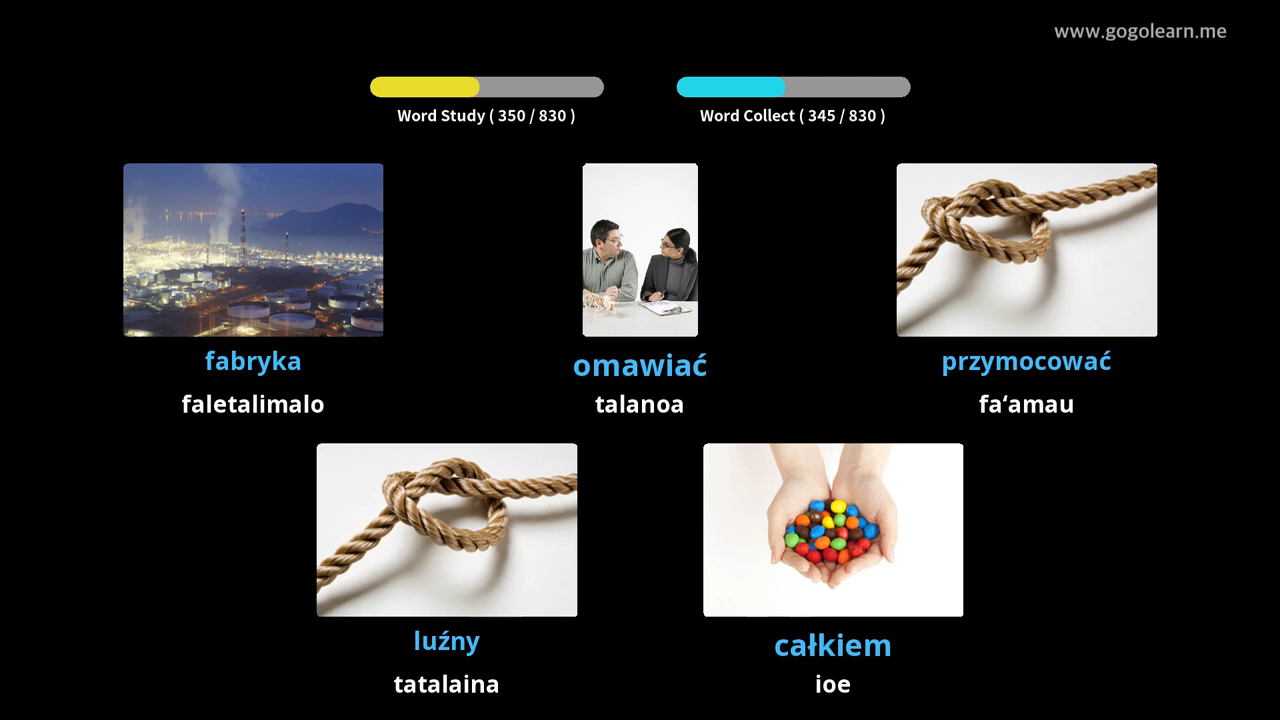 www.gogolearn.me
Word Study ( 350 / 830 )
Word Collect ( 345 / 830 )
fabryka
omawiać
przymocować
faletalimalo
talanoa
fa‘amau
luźny
całkiem
tatalaina
ioe